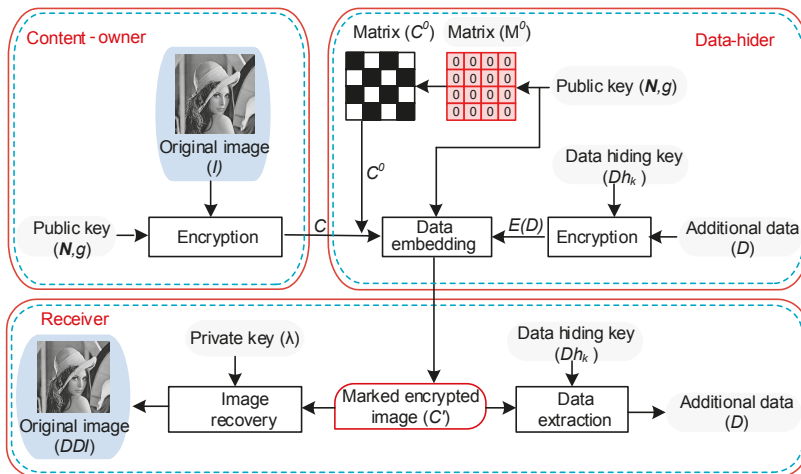 Content - owner
Original image
(I)
Public key
(N,g)
Encryption
C
Data-hider
Matrix (C⁰)
Matrix (M⁰)
0 0 0 0
0 0 0 0
0 0 0 0
0 0 0 0
Public key (N,g)
C⁰
Data hiding key
(Dhₖ)
Data
embedding
E(D)
Encryption
Additional data
(D)
Receiver
Private key (λ)
Original image
(DDI)
Image
recovery
Marked encrypted
image (C')
Data hiding key
(Dhₖ)
Data
extraction
Additional data
(D)